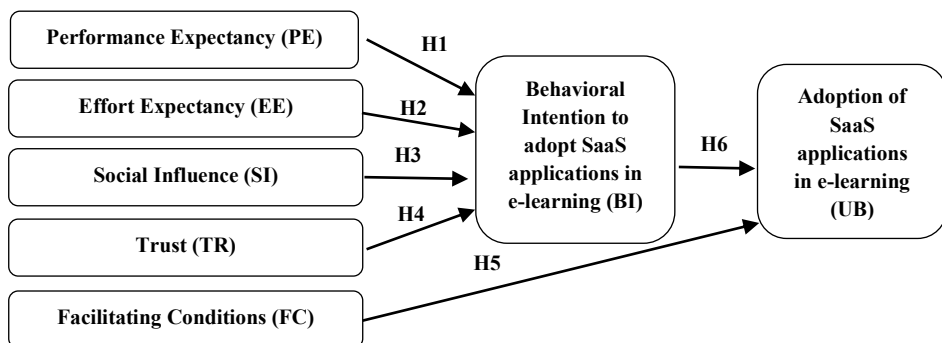 Performance Expectancy (PE)
H1
Effort Expectancy (EE)
H2
Social Influence (SI)
H3
Trust (TR)
H4
Facilitating Conditions (FC)
H5
Behavioral
Intention to
adopt SaaS
applications in
e-learning (BI)
H6
Adoption of
SaaS
applications
in e-learning
(UB)